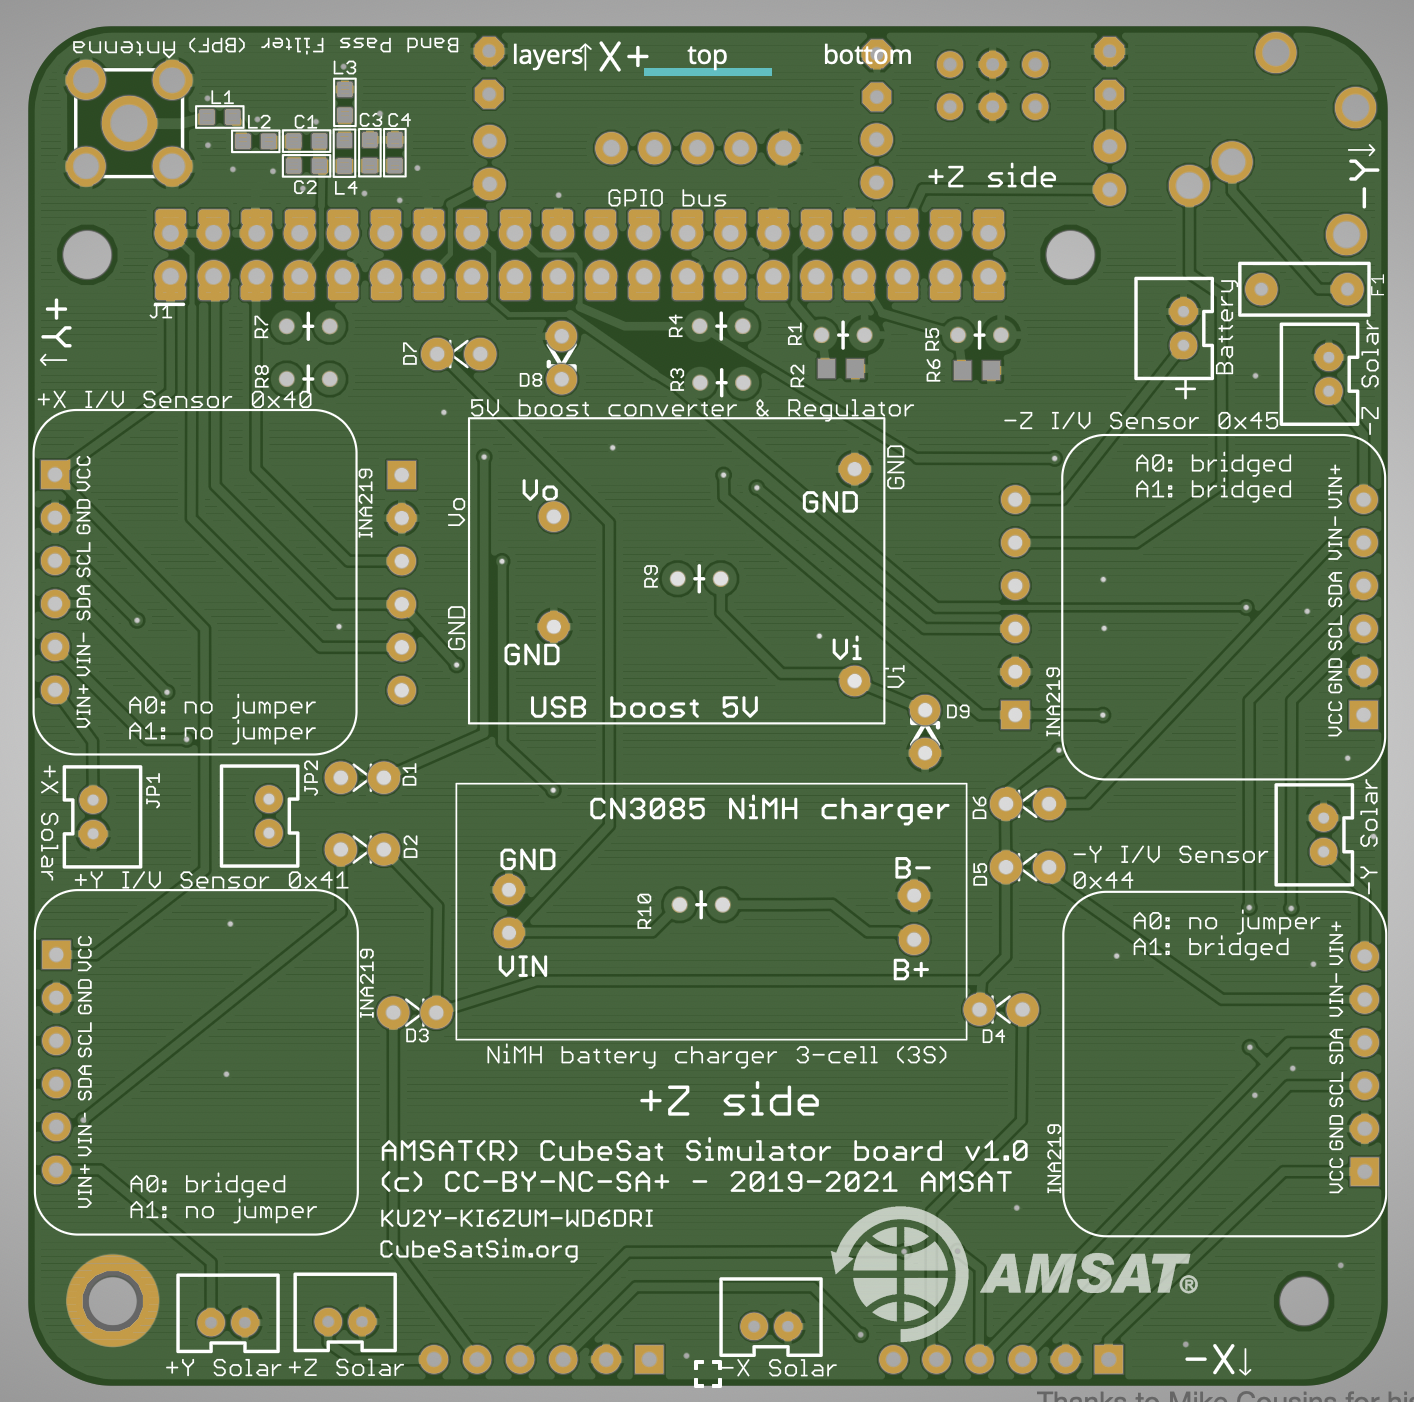 Antenna
Band Pass Filter (BPF)
layers
X+
top
bottom
L3
L1
L2
C1
C3
C4
C2
L4
GPIO bus
+Z side
-Y
J1
+Y
R7
R8
D7
D8
R4
R3
R1
R2
R5
R6
Battery
+
F1
-Z Solar
+X I/V Sensor 0x40
5V boost converter & Regulator
-Z I/V Sensor 0x45
VCC
GND
SCL
SDA
VIN-
VIN+
INA219
A0: no jumper
A1: no jumper
Vo
GND
Vo
GND
GND
GND
R9
Vi
Vi
USB boost 5V
D9
A0: bridged
A1: bridged
VIN+
VIN-
SDA
SCL
GND
VCC
INA219
X+ Solar
JP1
JP2
D1
D2
CN3085 NiMH charger
GND
VIN
R10
B-
B+
D6
D5
-Y Solar
+Y I/V Sensor 0x41
-Y I/V Sensor
0x44
VCC
GND
SCL
SDA
VIN-
VIN+
INA219
A0: bridged
A1: no jumper
A0: no jumper
A1: bridged
VIN+
VIN-
SDA
SCL
GND
VCC
INA219
D3
D4
NiMH battery charger 3-cell (3S)
+Z side
AMSAT(R) CubeSat Simulator board v1.0
(c) CC-BY-NC-SA+ - 2019-2021 AMSAT
KU2Y-KI6ZUM-WD6DRI
CubeSatSim.org
AMSAT®
+Y Solar
+Z Solar
-X Solar
-X
Thanks to Mike Cousins for his